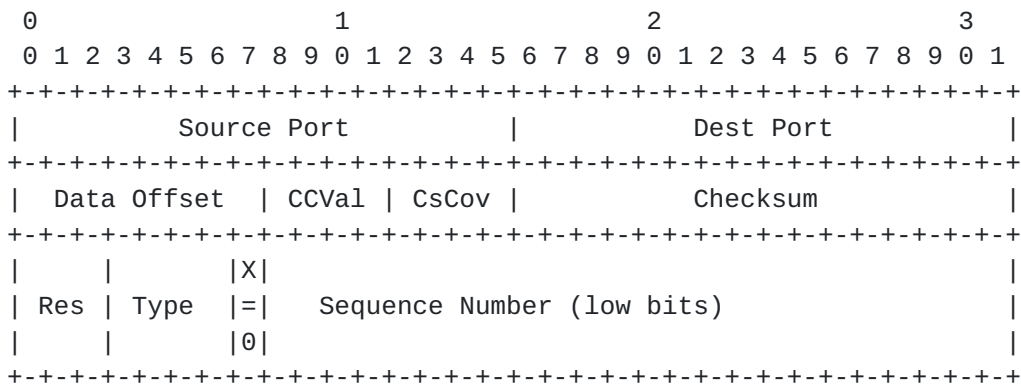 0                   1                   2                   3
 0 1 2 3 4 5 6 7 8 9 0 1 2 3 4 5 6 7 8 9 0 1 2 3 4 5 6 7 8 9 0 1
+-+-+-+-+-+-+-+-+-+-+-+-+-+-+-+-+-+-+-+-+-+-+-+-+-+-+-+-+-+-+-+-+
|          Source Port          |           Dest Port           |
+-+-+-+-+-+-+-+-+-+-+-+-+-+-+-+-+-+-+-+-+-+-+-+-+-+-+-+-+-+-+-+-+
|  Data Offset  | CCVal | CsCov |           Checksum            |
+-+-+-+-+-+-+-+-+-+-+-+-+-+-+-+-+-+-+-+-+-+-+-+-+-+-+-+-+-+-+-+-+
|     |       |X|                                               |
| Res | Type  |=|   Sequence Number (low bits)                  |
|     |       |0|                                               |
+-+-+-+-+-+-+-+-+-+-+-+-+-+-+-+-+-+-+-+-+-+-+-+-+-+-+-+-+-+-+-+-+